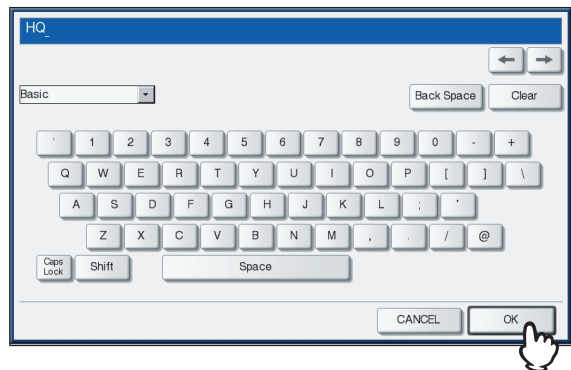 HQ_
← →
Basic Back Space Clear
` 1 2 3 4 5 6 7 8 9 0 - +
Q W E R T Y U I O P [ ] \
A S D F G H J K L ; '
Z X C V B N M , . / @
Caps Lock Shift Space
CANCEL OK